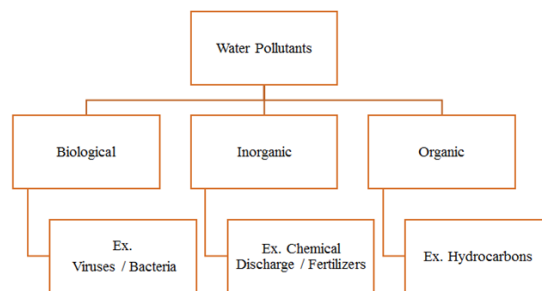 Water Pollutants
Biological
Inorganic
Organic
Ex.
Viruses / Bacteria
Ex. Chemical
Discharge / Fertilizers
Ex. Hydrocarbons